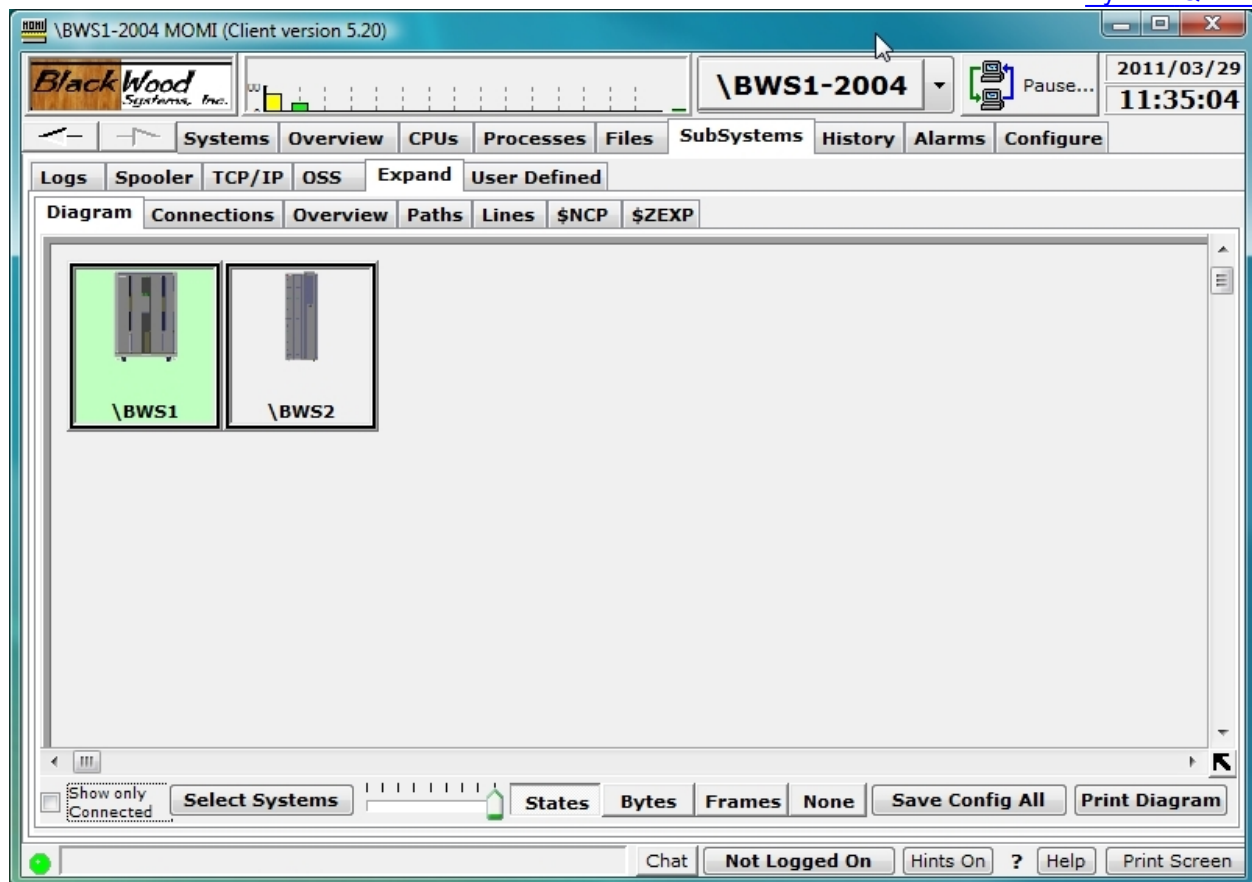 \BWS1-2004 MOMI (Client version 5.20)
BlackWood
Systems, Inc.
\BWS1-2004
Pause...
2011/03/29
11:35:04
Systems Overview CPUs Processes Files SubSystems History Alarms Configure
Logs Spooler TCP/IP OSS Expand User Defined
Diagram Connections Overview Paths Lines $NCP $ZEXP
\BWS1 \BWS2
Show only
Connected
Select Systems States Bytes Frames None Save Config All Print Diagram
Chat Not Logged On Hints On ? Help Print Screen